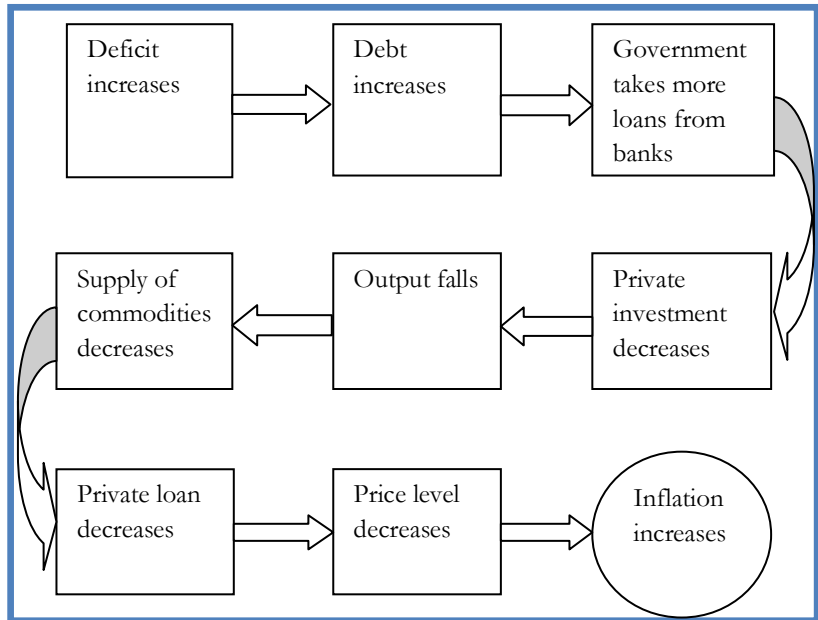 Deficit
increases
Debt
increases
Government
takes more
loans from
banks
Private
investment
decreases
Output falls
Supply of
commodities
decreases
Private loan
decreases
Price level
decreases
Inflation
increases